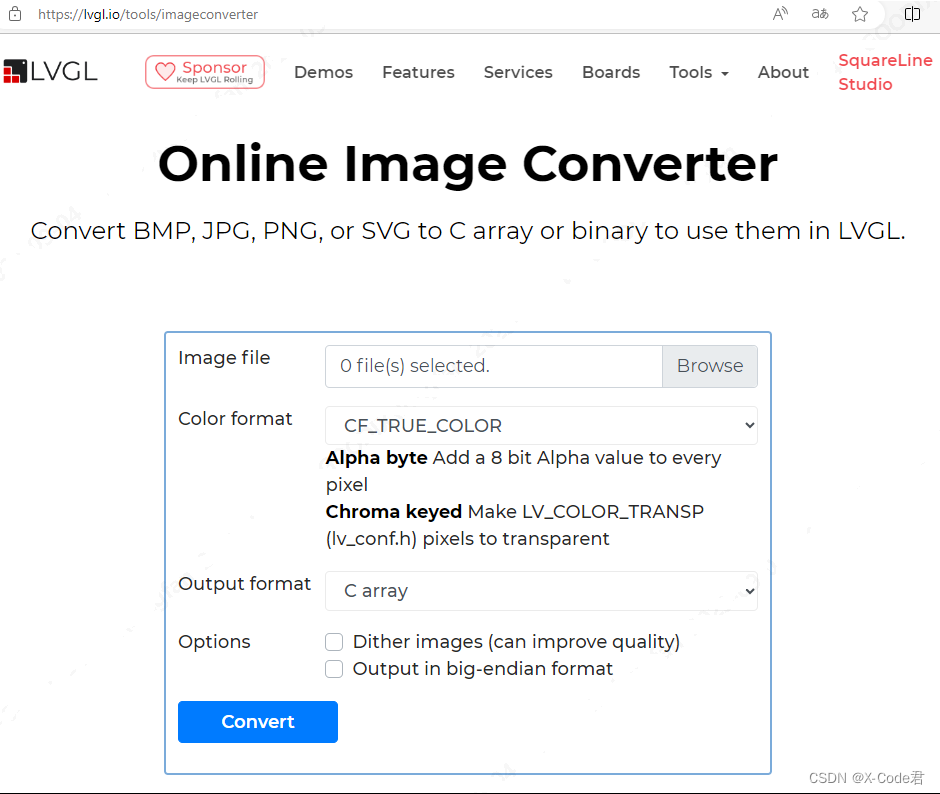 https://lvgl.io/tools/imageconverter
LVGL
Sponsor
Keep LVGL Rolling
Demos Features Services Boards Tools About
SquareLine
Studio
Online Image Converter
Convert BMP, JPG, PNG, or SVG to C array or binary to use them in LVGL.
Image file
0 file(s) selected. Browse
Color format
CF_TRUE_COLOR
Alpha byte Add a 8 bit Alpha value to every
pixel
Chroma keyed Make LV_COLOR_TRANSP
(lv_conf.h) pixels to transparent
Output format
C array
Options
Dither images (can improve quality)
Output in big-endian format
Convert
CSDN @X-Code君